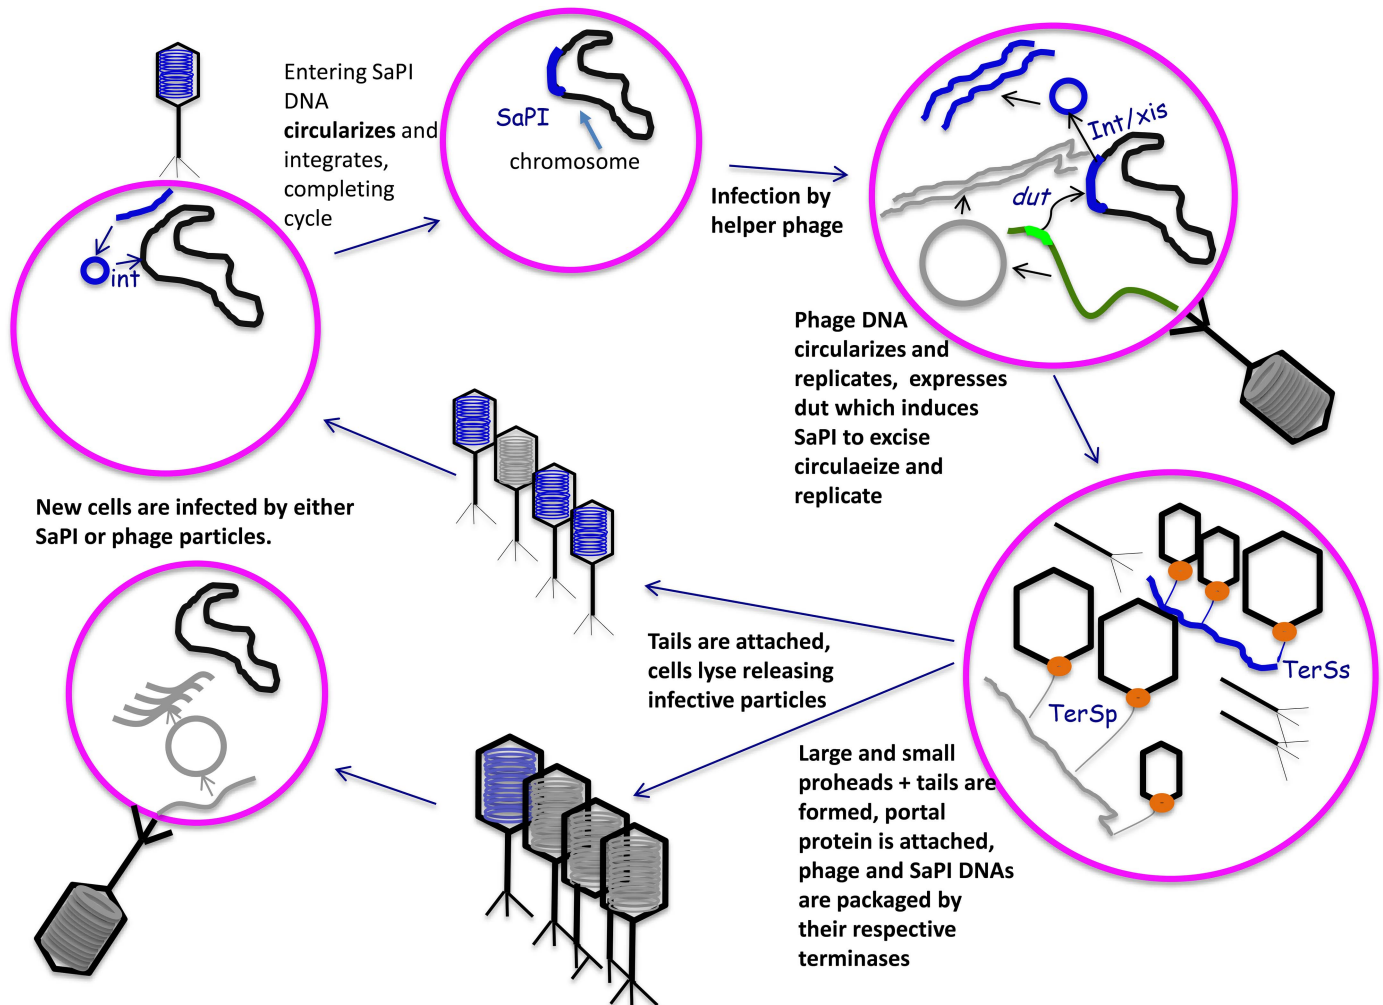 Entering SaPI
DNA
circularizes and
integrates,
completing
cycle
int
SaPI
chromosome
Infection by
helper phage
Int/xis
dut
Phage DNA
circularizes and
replicates, expresses
dut which induces
SaPI to excise
circulaeize and
replicate
New cells are infected by either
SaPI or phage particles.
Tails are attached,
cells lyse releasing
infective particles
TerSs
TerSp
Large and small
proheads + tails are
formed, portal
protein is attached,
phage and SaPI DNAs
are packaged by
their respective
terminases